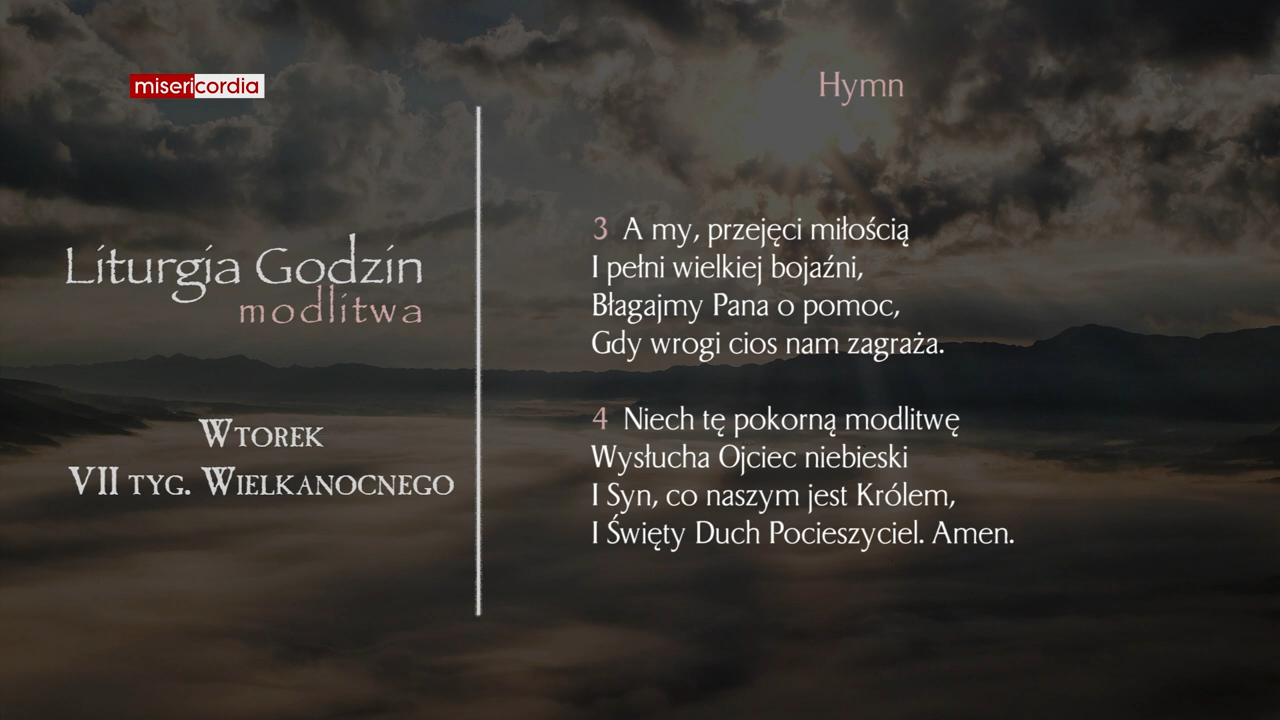 misericordia
Liturgia Godzin
modlitwa
Wtorek
VII tyg. Wielkanocnego
Hymn
3 A my, przejęci miłością
I pełni wielkiej bojaźni,
Błagajmy Pana o pomoc,
Gdy wrogi cios nam zagraża.
4 Niech tę pokorną modlitwę
Wysłucha Ojciec niebieski
I Syn, co naszym jest Królem,
I Święty Duch Pocieszyciel. Amen.